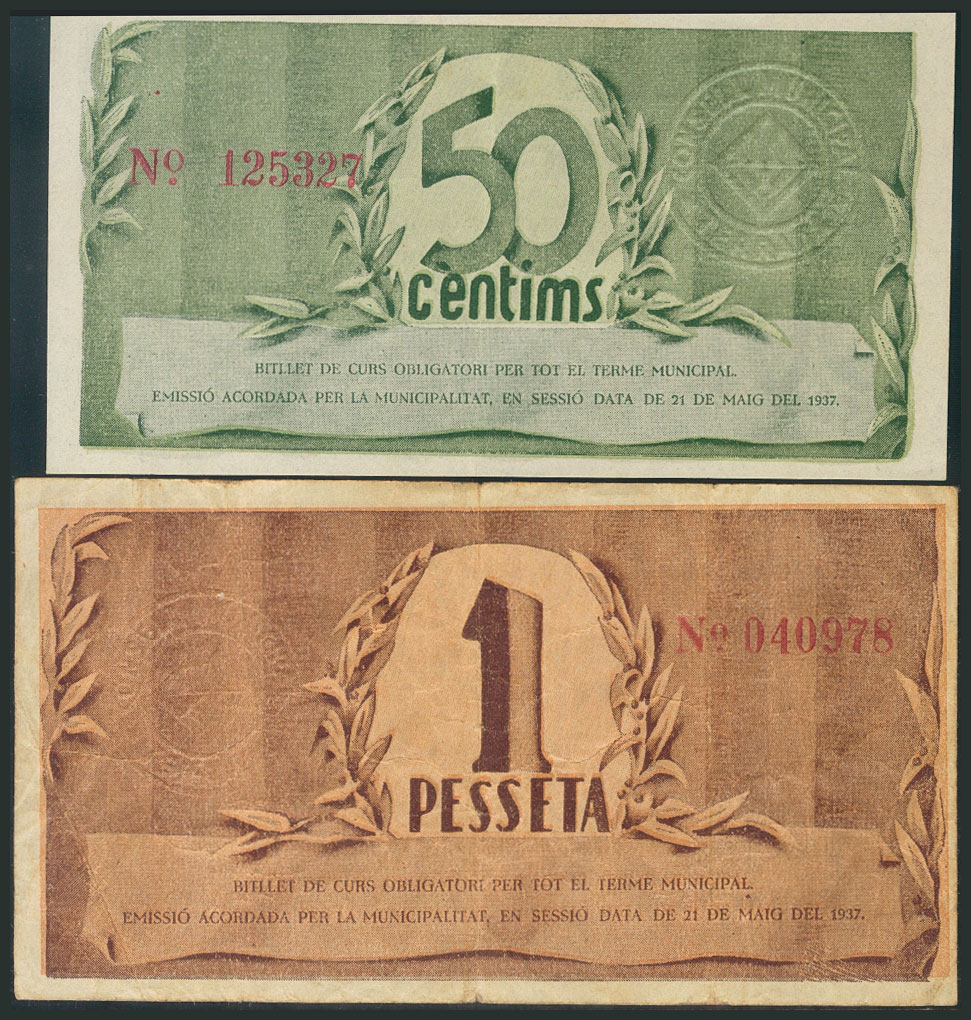 Nº 125327
50
cèntims
BITLLET DE CURS OBLIGATORI PER TOT EL TERME MUNICIPAL.
EMISSIÓ ACORDADA PER LA MUNICIPALITAT, EN SESSIÓ DATA DE 21 DE MAIG DEL 1937.
1
Nº 040978
PESSETA
BITLLET DE CURS OBLIGATORI PER TOT EL TERME MUNICIPAL.
EMISSIÓ ACORDADA PER LA MUNICIPALITAT, EN SESSIÓ DATA DE 21 DE MAIG DEL 1937.